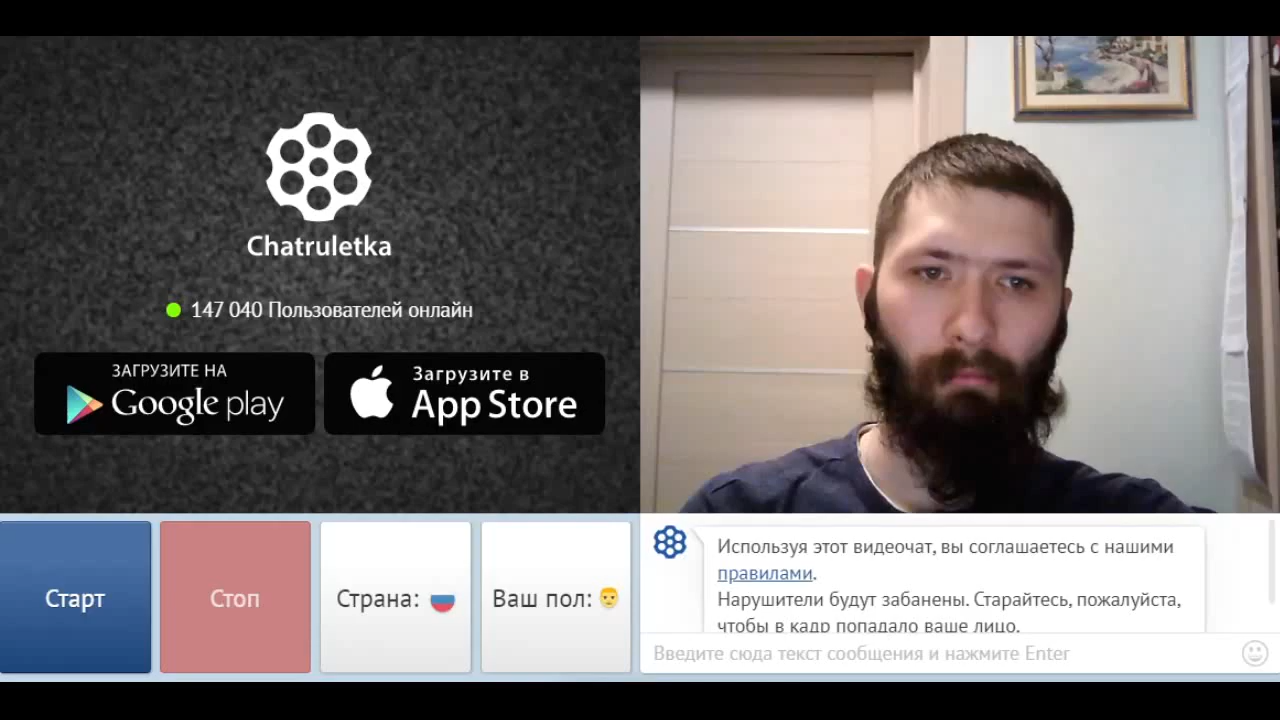 Chatruletka
147 040 Пользователей онлайн
ЗАГРУЗИТЕ НА
Google play
Загрузите в
App Store
Старт
Стоп
Страна:
Ваш пол:
Используя этот видеочат, вы соглашаетесь с нашими
правилами.
Нарушители будут забанены. Старайтесь, пожалуйста,
чтобы в кадр попадало ваше лицо.
Введите сюда текст сообщения и нажмите Enter